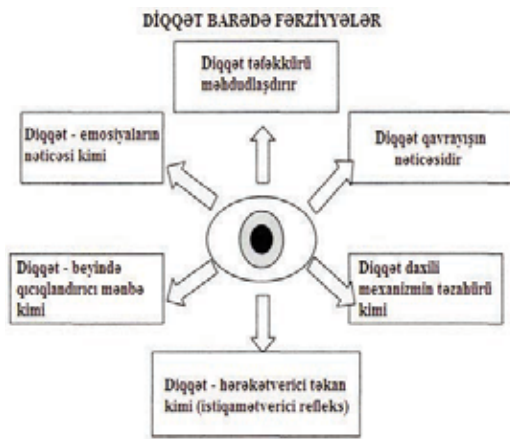 DİQQƏT BARƏDƏ FƏRZİYYƏLƏR
Diqqət təfəkkürü
məhdudlaşdırır
Diqqət - emosiyaların
nəticəsi kimi
Diqqət qavrayışın
nəticəsidir
Diqqət - beyində
qıcıqlandırıcı mənbə
kimi
Diqqət daxili
mexanizmin təzahürü
kimi
Diqqət - hərəkətverici təkan
kimi (istiqamətverici refleks)